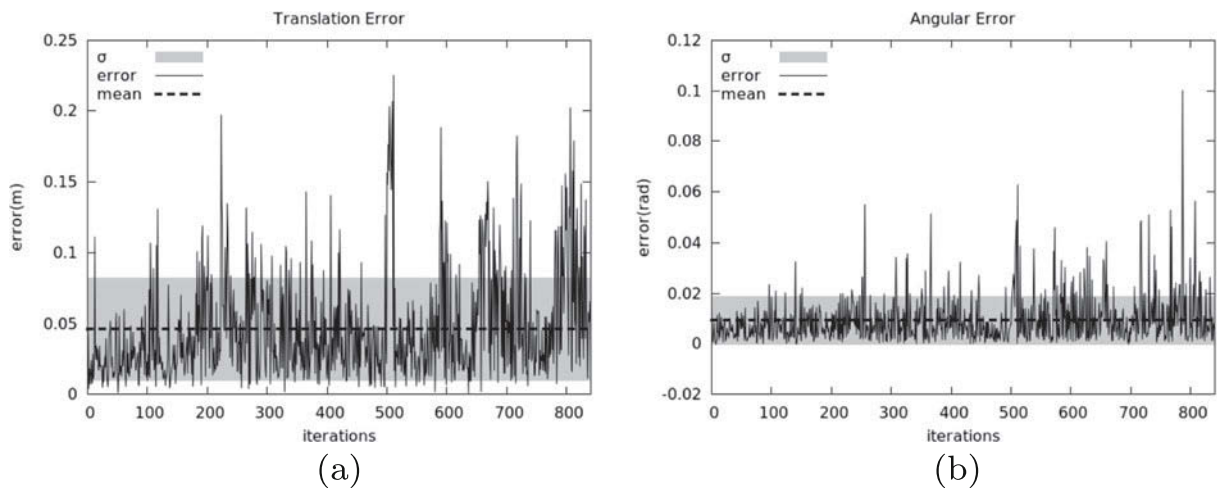 Translation Error
0.25
0.2
0.15
0.1
0.05
0
error(m)
σ
error
mean
0 100 200 300 400 500 600 700 800
iterations
(a)
Angular Error
0.12
0.1
0.08
0.06
0.04
0.02
0
-0.02
error(rad)
σ
error
mean
0 100 200 300 400 500 600 700 800
iterations
(b)